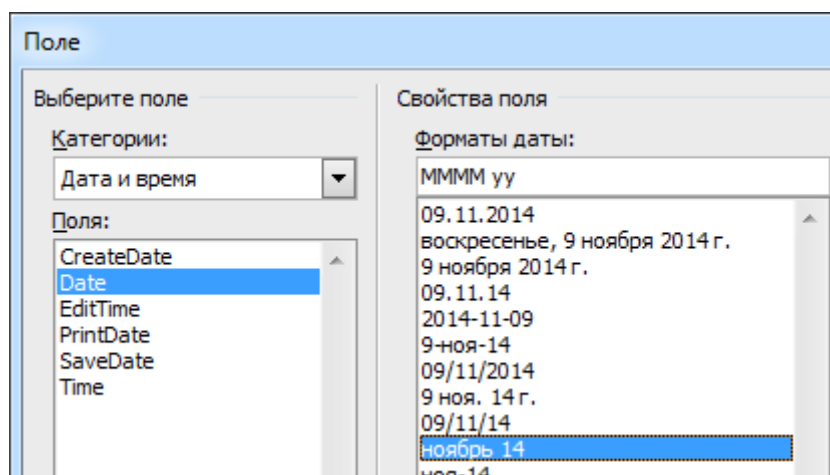 Поле
Выберите поле
Категории:
Дата и время
Поля:
CreateDate
Date
EditTime
PrintDate
SaveDate
Time
Свойства поля
Форматы даты:
MMMM yy
09.11.2014
воскресенье, 9 ноября 2014 г.
9 ноября 2014 г.
09.11.14
2014-11-09
9-ноя-14
09/11/2014
9 ноя. 14 г.
09/11/14
ноябрь 14
ноя-14